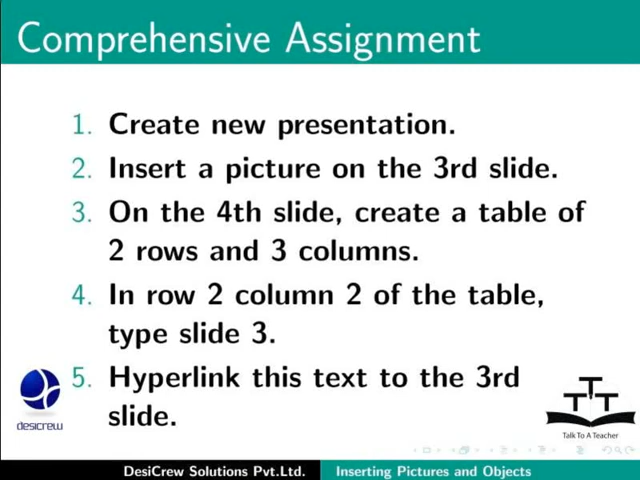 Comprehensive Assignment
1. Create new presentation.
2. Insert a picture on the 3rd slide.
3. On the 4th slide, create a table of
2 rows and 3 columns.
4. In row 2 column 2 of the table,
type slide 3.
5. Hyperlink this text to the 3rd
slide.
desicrew
TTT
Talk To A Teacher
DesiCrew Solutions Pvt.Ltd. Inserting Pictures and Objects